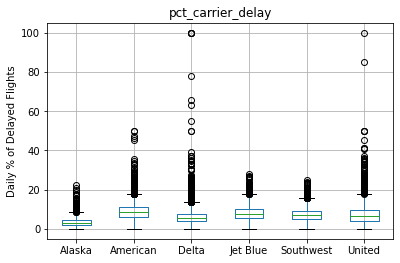 pct_carrier_delay
Daily % of Delayed Flights
100
80
60
40
20
0
Alaska American Delta Jet Blue Southwest United